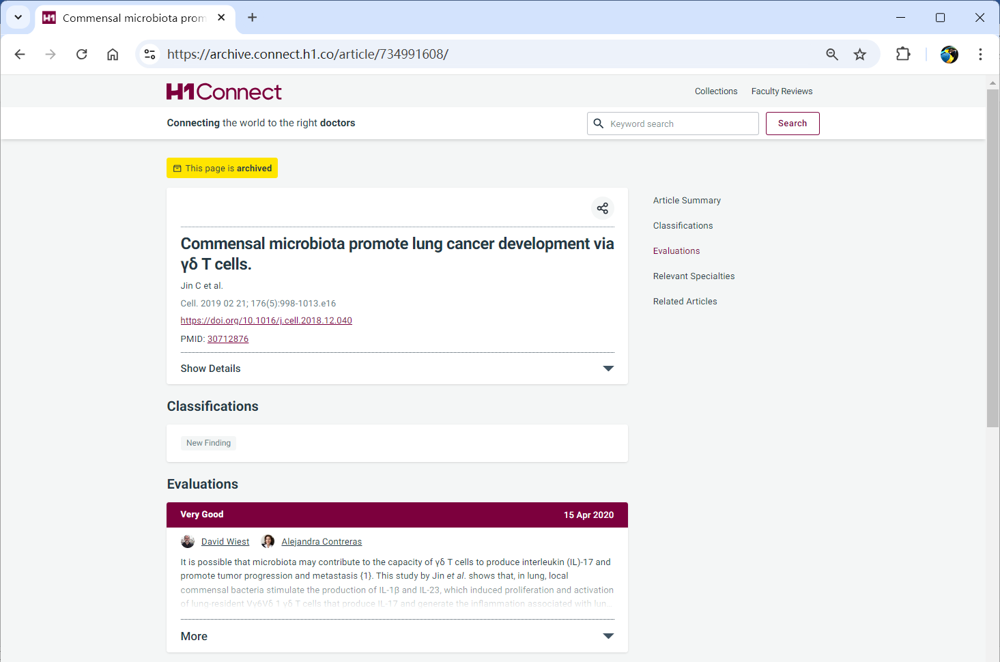 Commensal microbiota prom
https://archive.connect.h1.co/article/734991608/
H1 Connect
Collections
Faculty Reviews
Connecting the world to the right doctors
Keyword search
Search
This page is archived
Commensal microbiota promote lung cancer development via
γδ T cells.
Jin C et al.
Cell. 2019 02 21; 176(5):998-1013.e16
https://doi.org/10.1016/j.cell.2018.12.040
PMID: 30712876
Show Details
Article Summary
Classifications
Evaluations
Relevant Specialties
Related Articles
Classifications
New Finding
Evaluations
Very Good
15 Apr 2020
David Wiest
Alejandra Contreras
It is possible that microbiota may contribute to the capacity of γδ T cells to produce interleukin (IL)-17 and
promote tumor progression and metastasis {1}. This study by Jin et al. shows that, in lung, local
commensal bacteria stimulate the production of IL-1β and IL-23, which induced proliferation and activation
of lung-resident Vγ6Vδ 1 γδ T cells that produce IL-17 and generate the inflammation associated with lun…
More